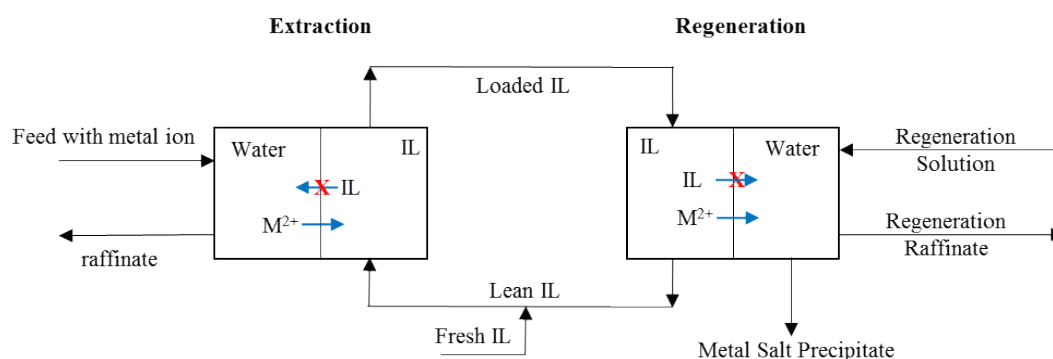 Extraction
Regeneration
Loaded IL
Feed with metal ion
Water
IL
IL
Water
Regeneration
Solution
X
IL
IL
X
M²⁺
M²⁺
raffinate
Regeneration
Raffinate
Lean IL
Fresh IL
Metal Salt Precipitate